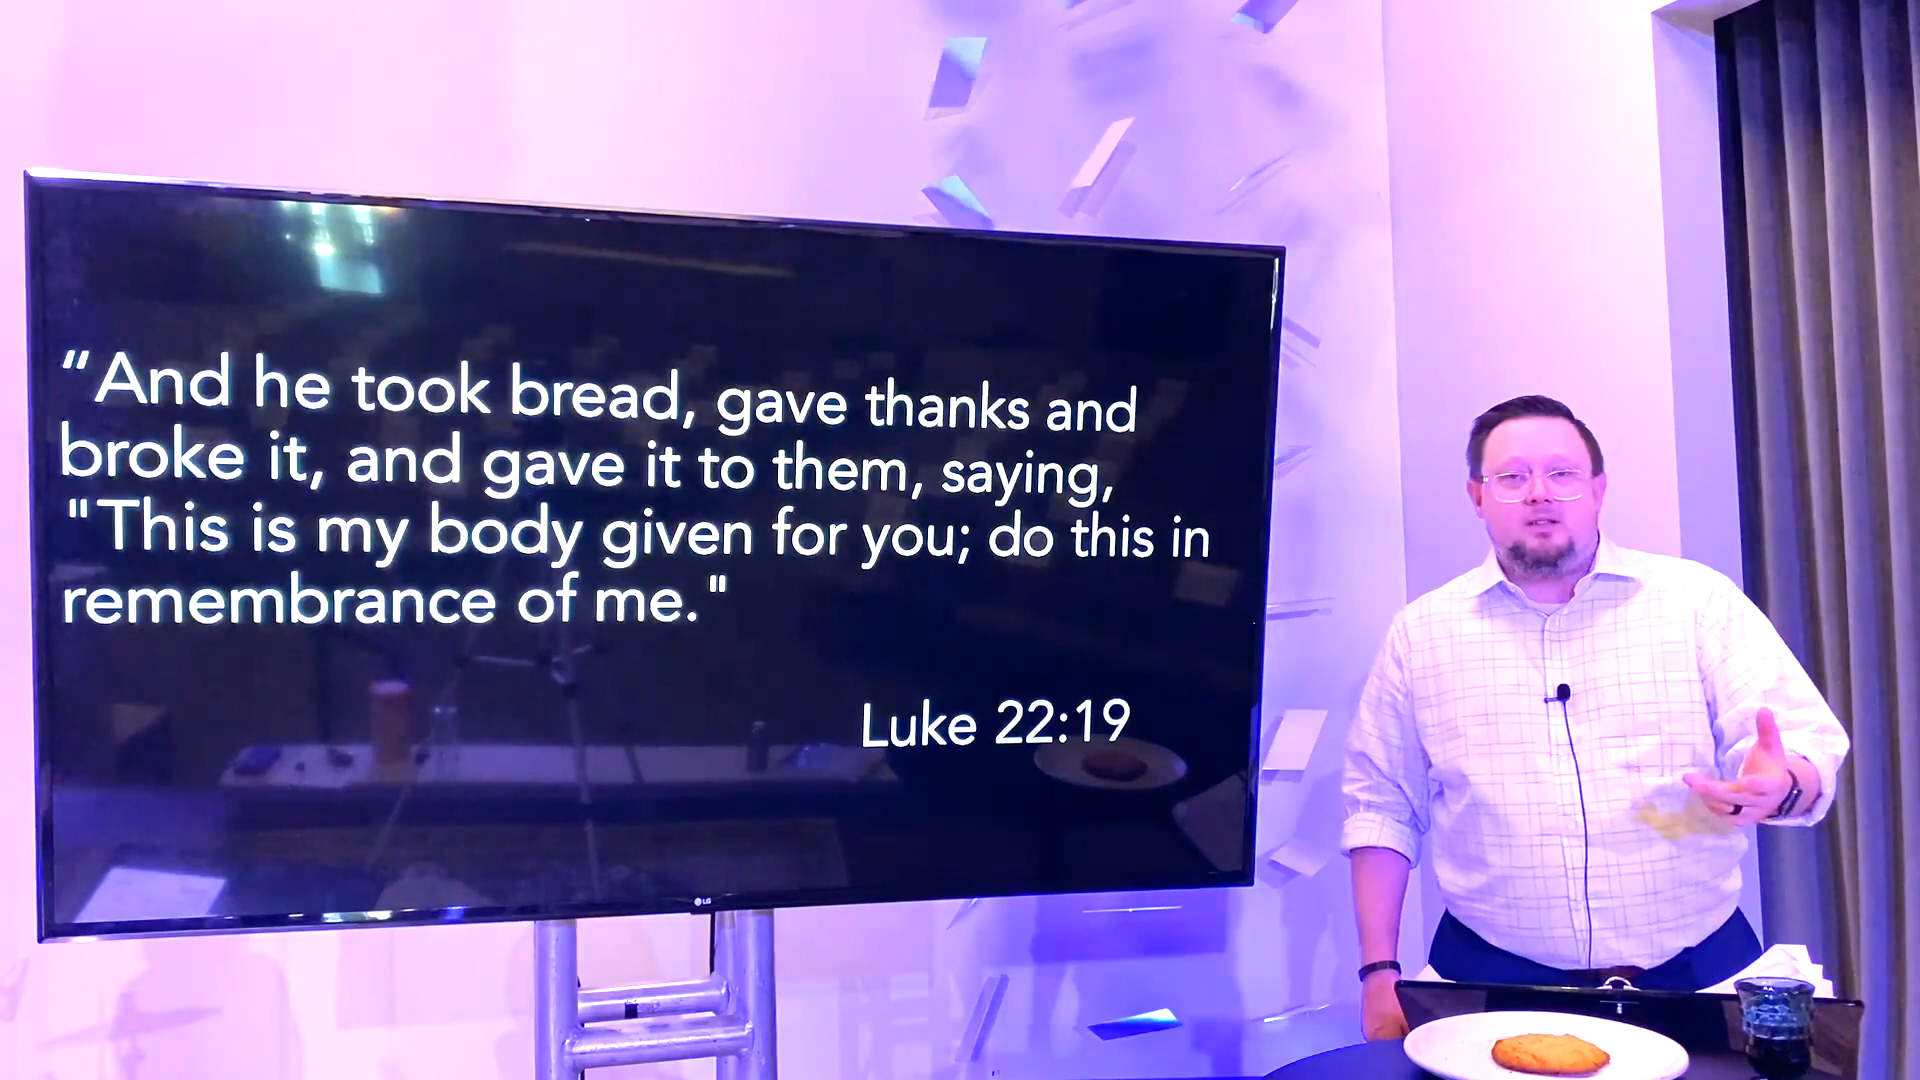 “And he took bread, gave thanks and
broke it, and gave it to them, saying,
"This is my body given for you; do this in
remembrance of me."
Luke 22:19
LG